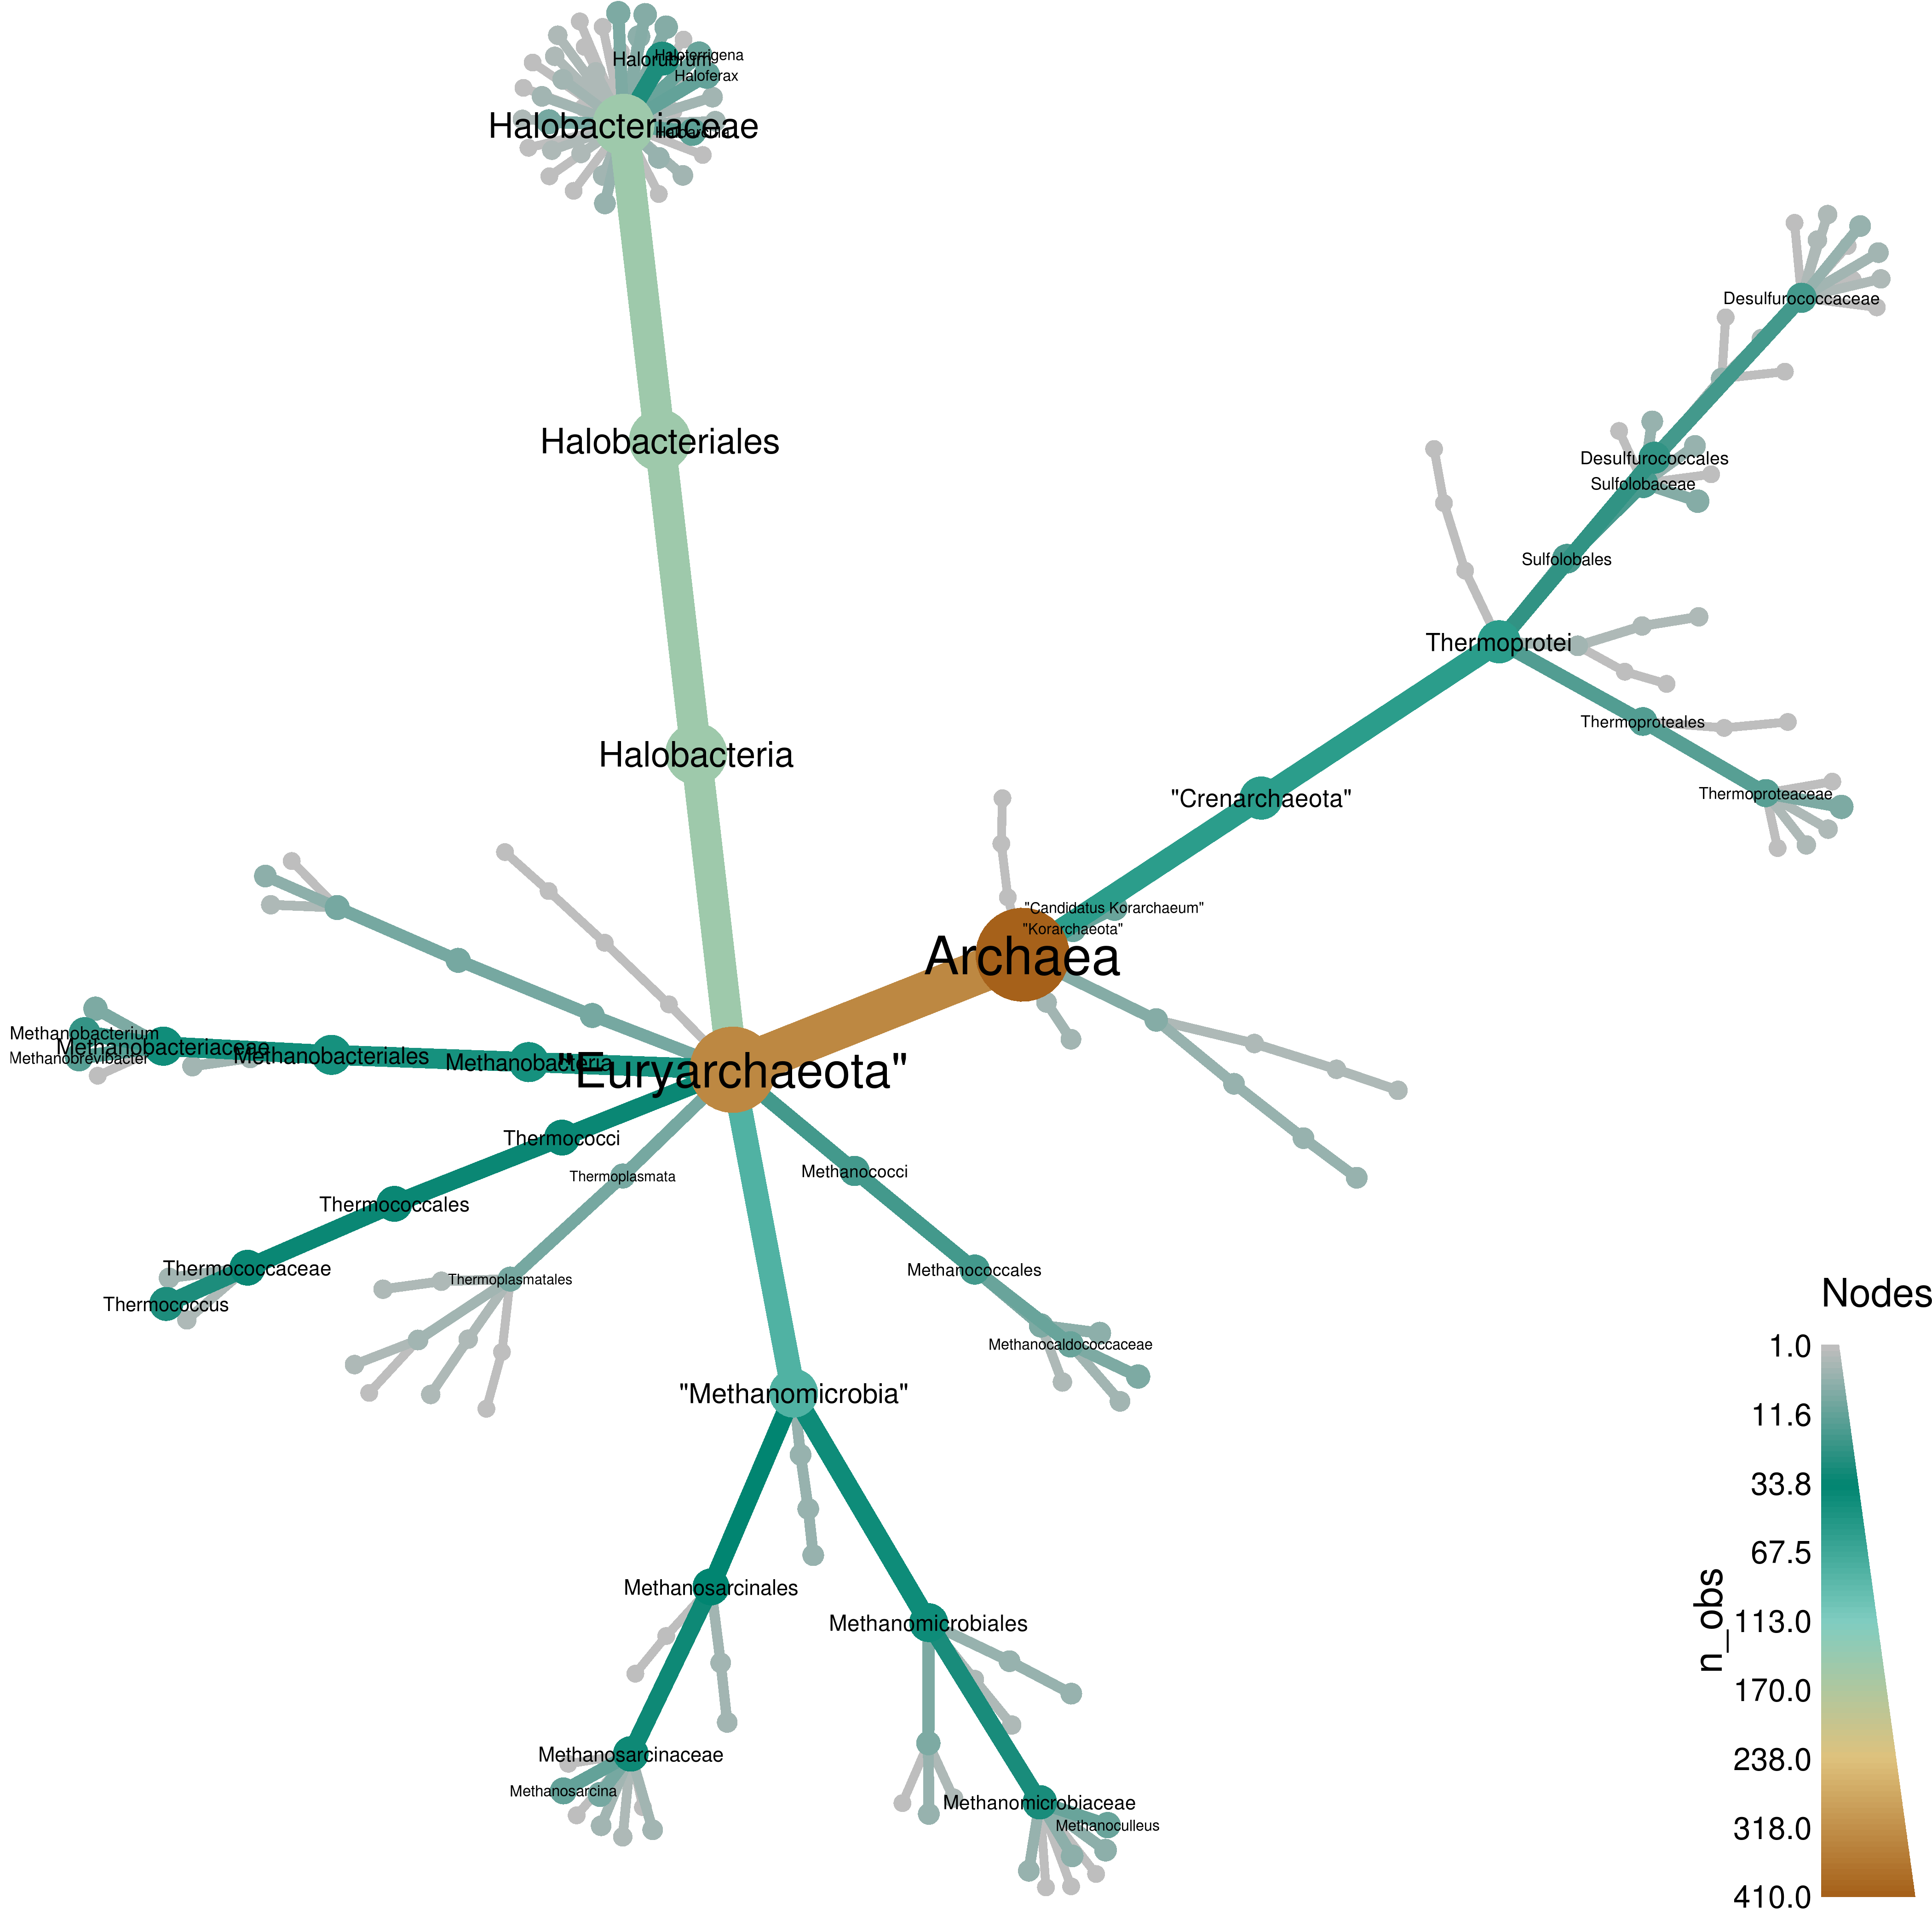 Halorubrum
Haloterrigena
Haloferax
Halobacteriaceae
Haloarcula
Desulfurococcaceae
Halobacteriales
Desulfurococcales
Sulfolobaceae
Sulfolobales
Thermoprotei
Thermoproteales
Halobacteria
Thermoproteaceae
"Crenarchaeota"
"Candidatus Korarchaeum"
"Korarchaeota"
Archaea
Methanobacterium
Methanobacteriaceae
Methanobrevibacter
Methanobacteriales
Methanobacteria
"Euryarchaeota"
Thermococci
Thermoplasmata
Methanococci
Thermococcales
Thermococcaceae
Methanococcales
Thermoplasmatales
Thermococcus
Methanocaldococcaceae
"Methanomicrobia"
Methanosarcinales
Methanomicrobiales
Methanosarcinaceae
Methanosarcina
Methanomicrobiaceae
Methanoculleus
Nodes
1.0
11.6
33.8
67.5
113.0
170.0
238.0
318.0
410.0
n_obs